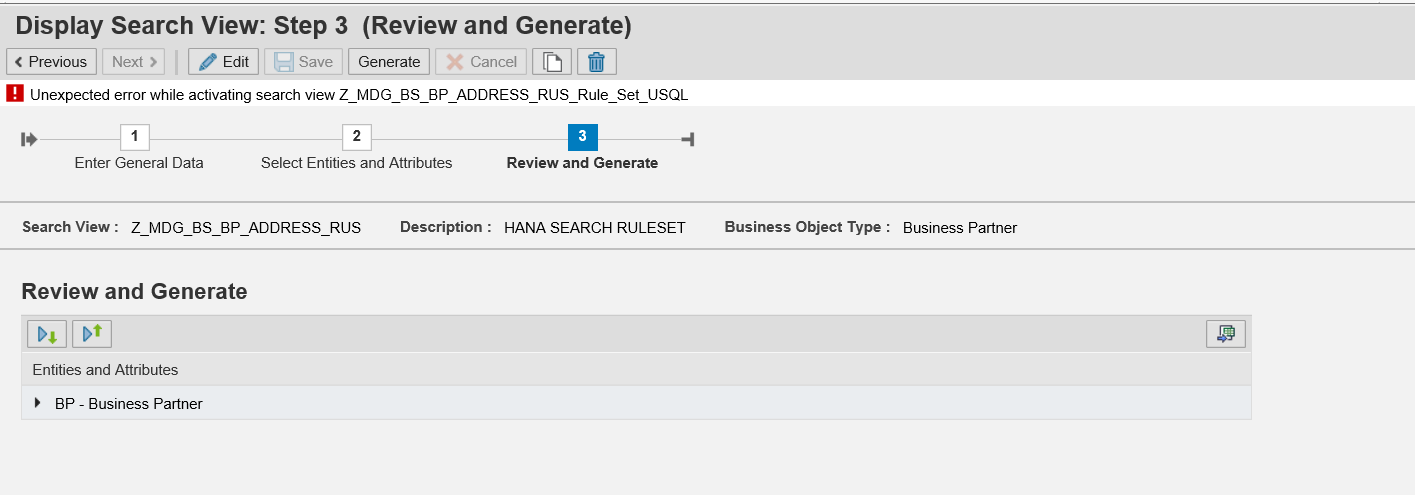 Display Search View: Step 3 (Review and Generate)
Previous Next Edit Save Generate Cancel
Unexpected error while activating search view Z_MDG_BS_BP_ADDRESS_RUS_Rule_Set_USQL
1 2 3
Enter General Data Select Entities and Attributes Review and Generate
Search View : Z_MDG_BS_BP_ADDRESS_RUS Description : HANA SEARCH RULESET Business Object Type : Business Partner
Review and Generate
Entities and Attributes
BP - Business Partner